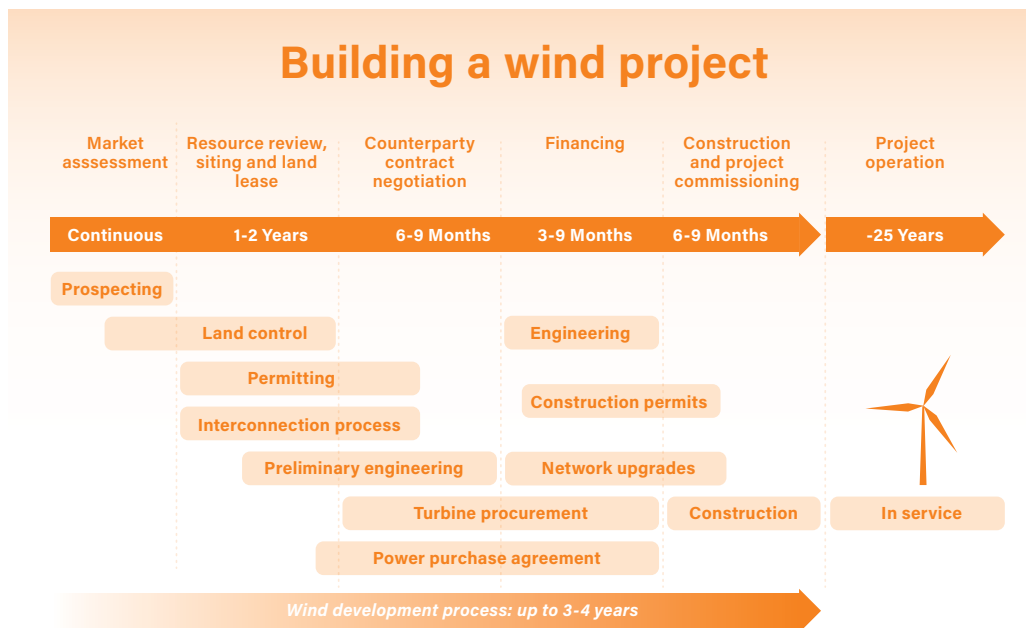 Building a wind project
Market
asssessment
Resource review,
siting and land
lease
Counterparty
contract
negotiation
Financing
Construction
and project
commissioning
Project
operation
Continuous
1-2 Years
6-9 Months
3-9 Months
6-9 Months
-25 Years
Prospecting
Land control
Engineering
Permitting
Construction permits
Interconnection process
Preliminary engineering
Network upgrades
Turbine procurement
Construction
In service
Power purchase agreement
Wind development process: up to 3-4 years